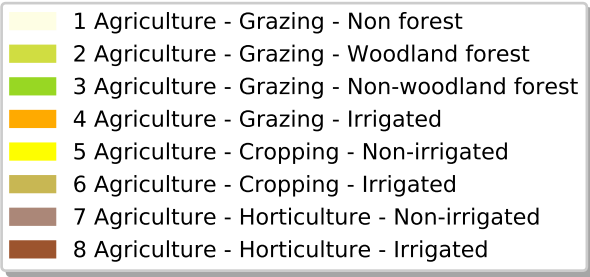 1 Agriculture - Grazing - Non forest
2 Agriculture - Grazing - Woodland forest
3 Agriculture - Grazing - Non-woodland forest
4 Agriculture - Grazing - Irrigated
5 Agriculture - Cropping - Non-irrigated
6 Agriculture - Cropping - Irrigated
7 Agriculture - Horticulture - Non-irrigated
8 Agriculture - Horticulture - Irrigated